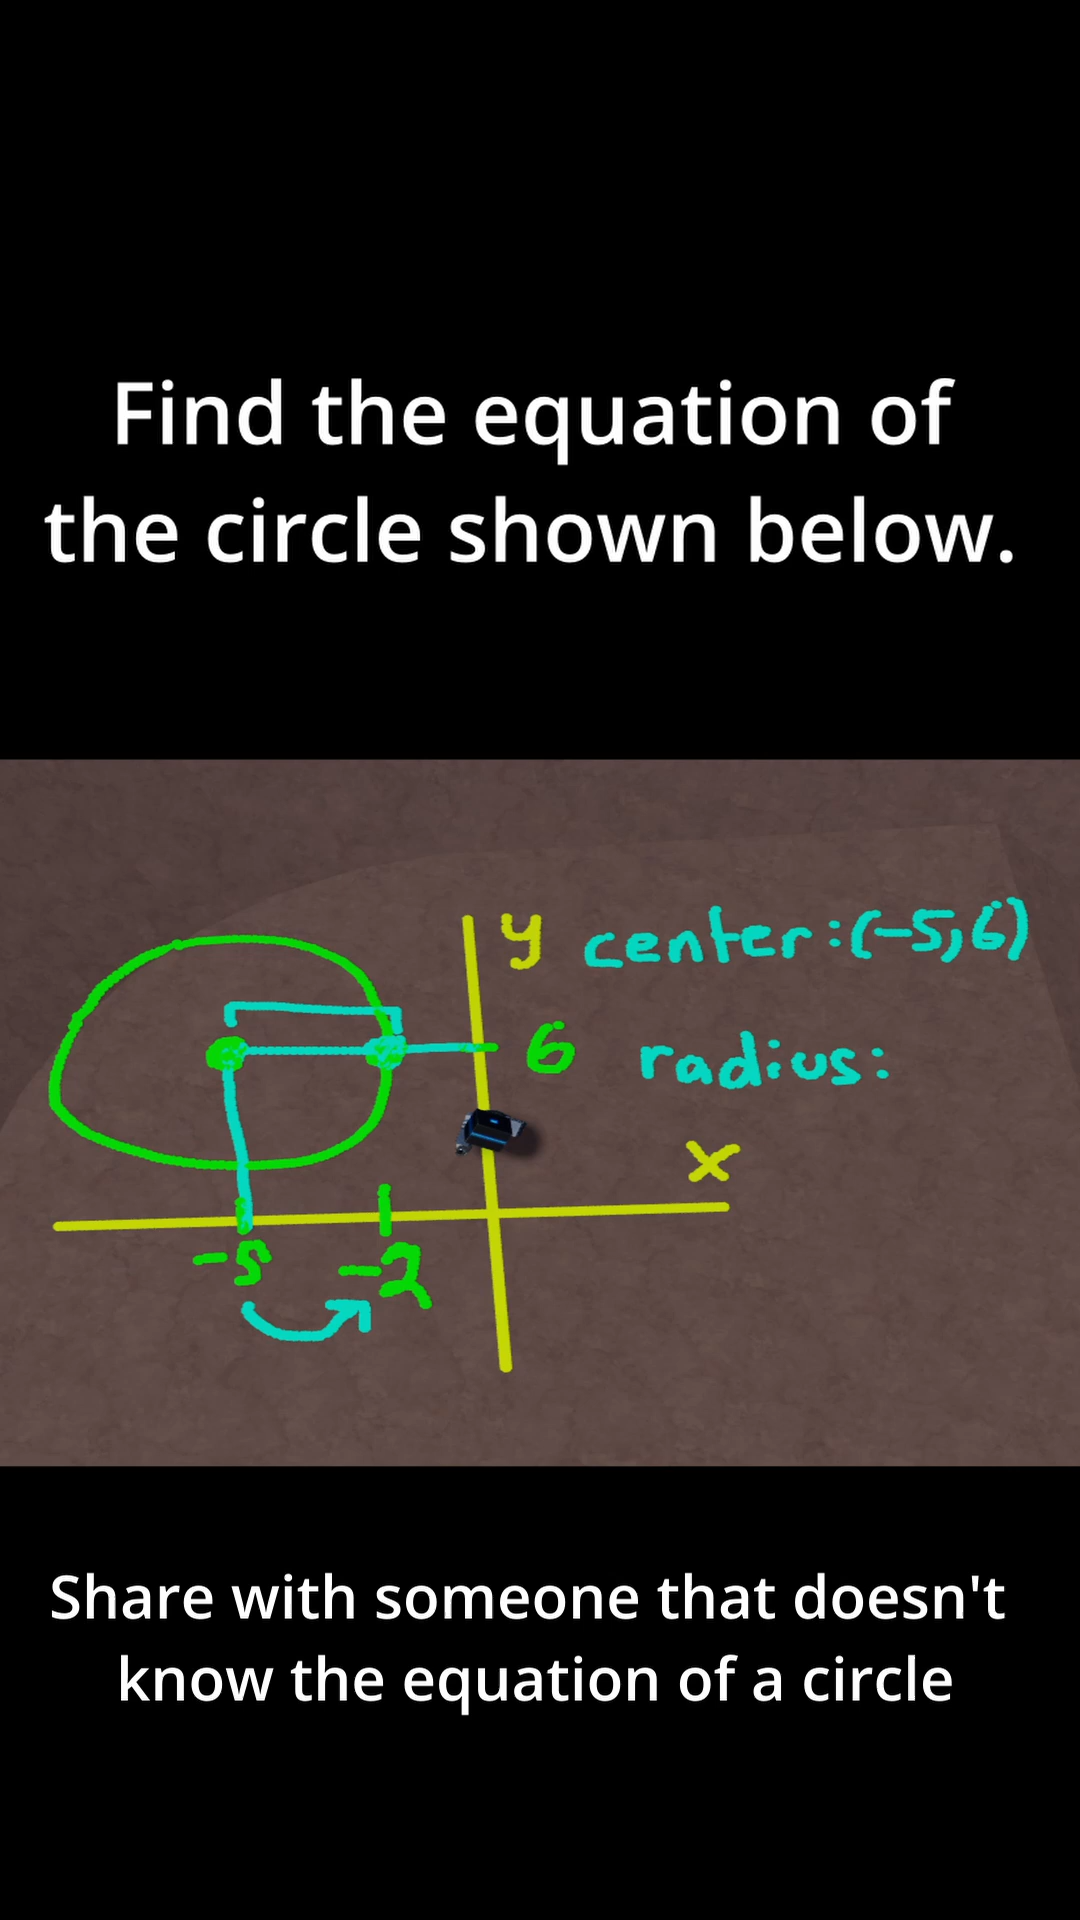 Find the equation of
the circle shown below.
y center:(-5,6)
6 radius:
x
-5 -2
Share with someone that doesn't
know the equation of a circle